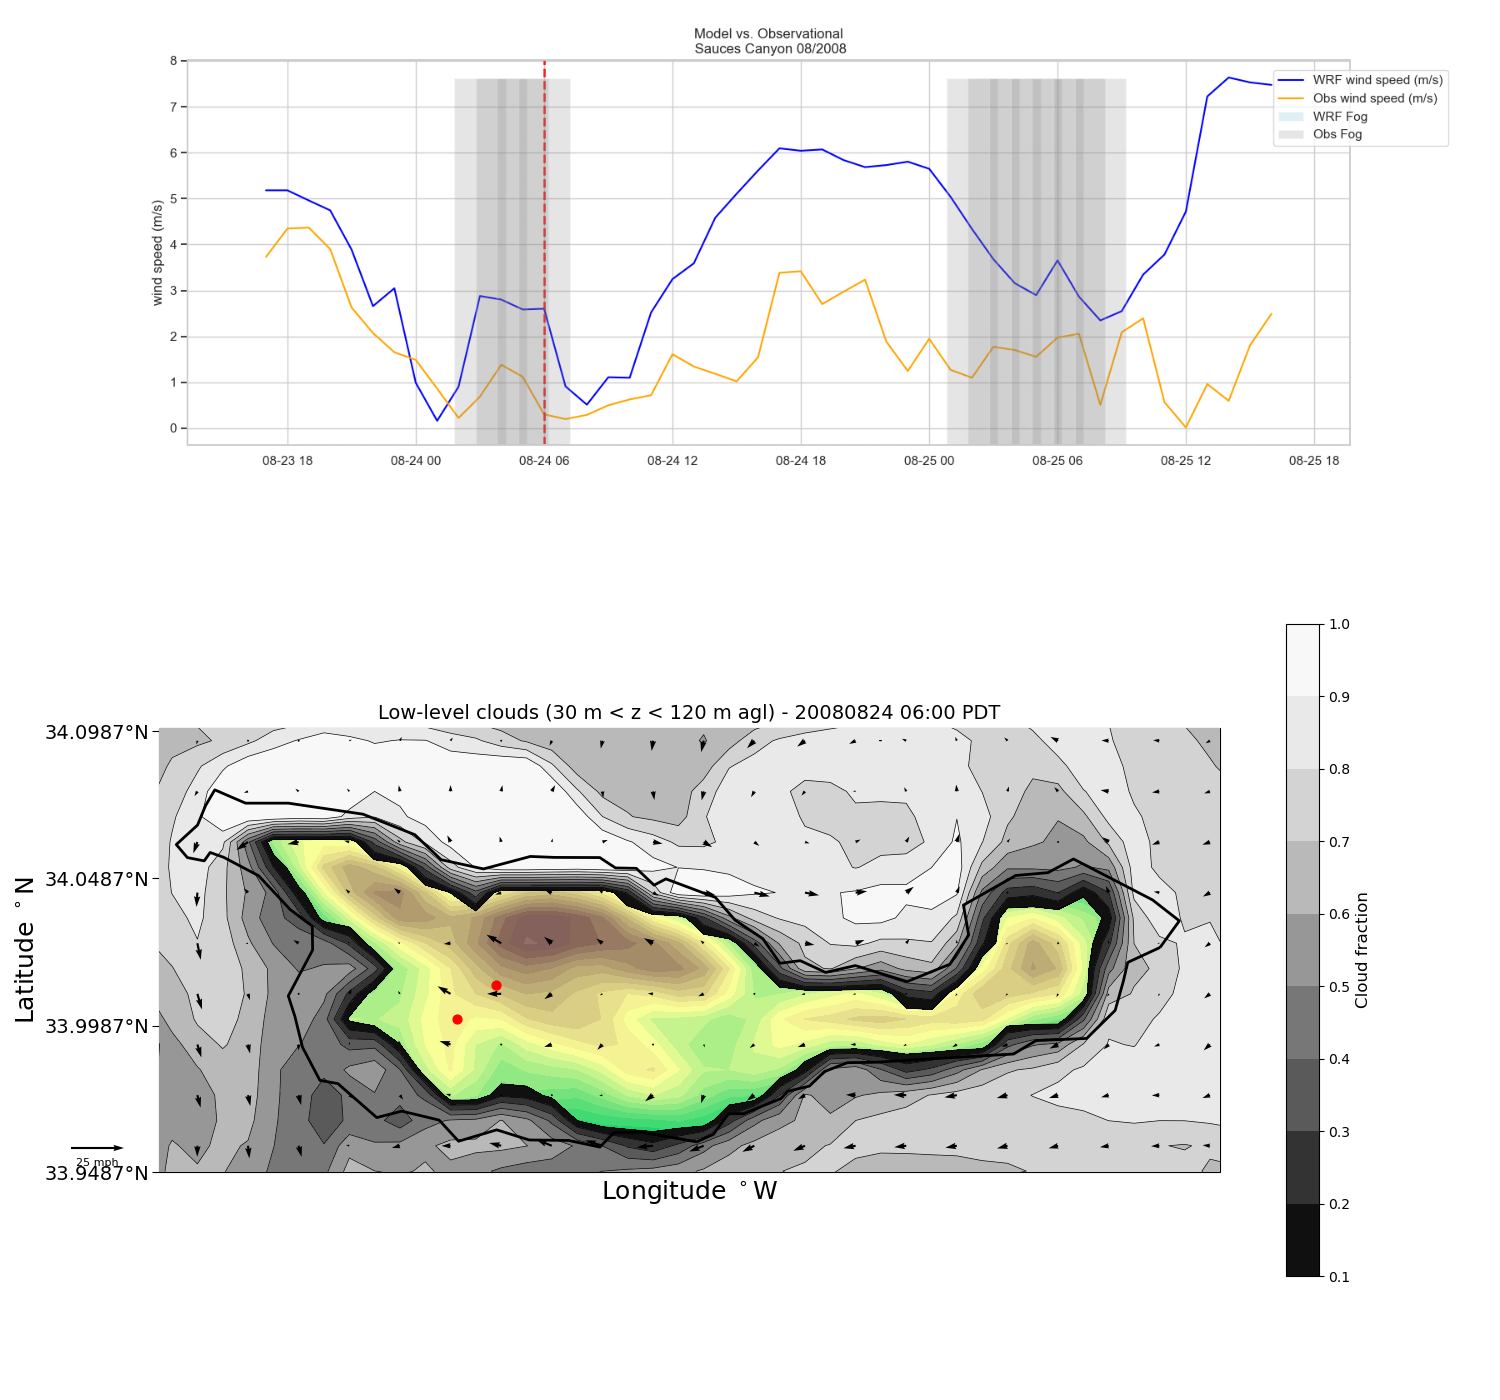 Model vs. Observational
Sauces Canyon 08/2008
8
7
6
5
4
3
2
1
0
wind speed (m/s)
WRF wind speed (m/s)
Obs wind speed (m/s)
WRF Fog
Obs Fog
08-23 18
08-24 00
08-24 06
08-24 12
08-24 18
08-25 00
08-25 06
08-25 12
08-25 18
Low-level clouds (30 m < z < 120 m agl) - 20080824 06:00 PDT
34.0987°N
34.0487°N
33.9987°N
33.9487°N
Latitude °N
25 mph
Longitude °W
1.0
0.9
0.8
0.7
0.6
0.5
0.4
0.3
0.2
0.1
Cloud fraction